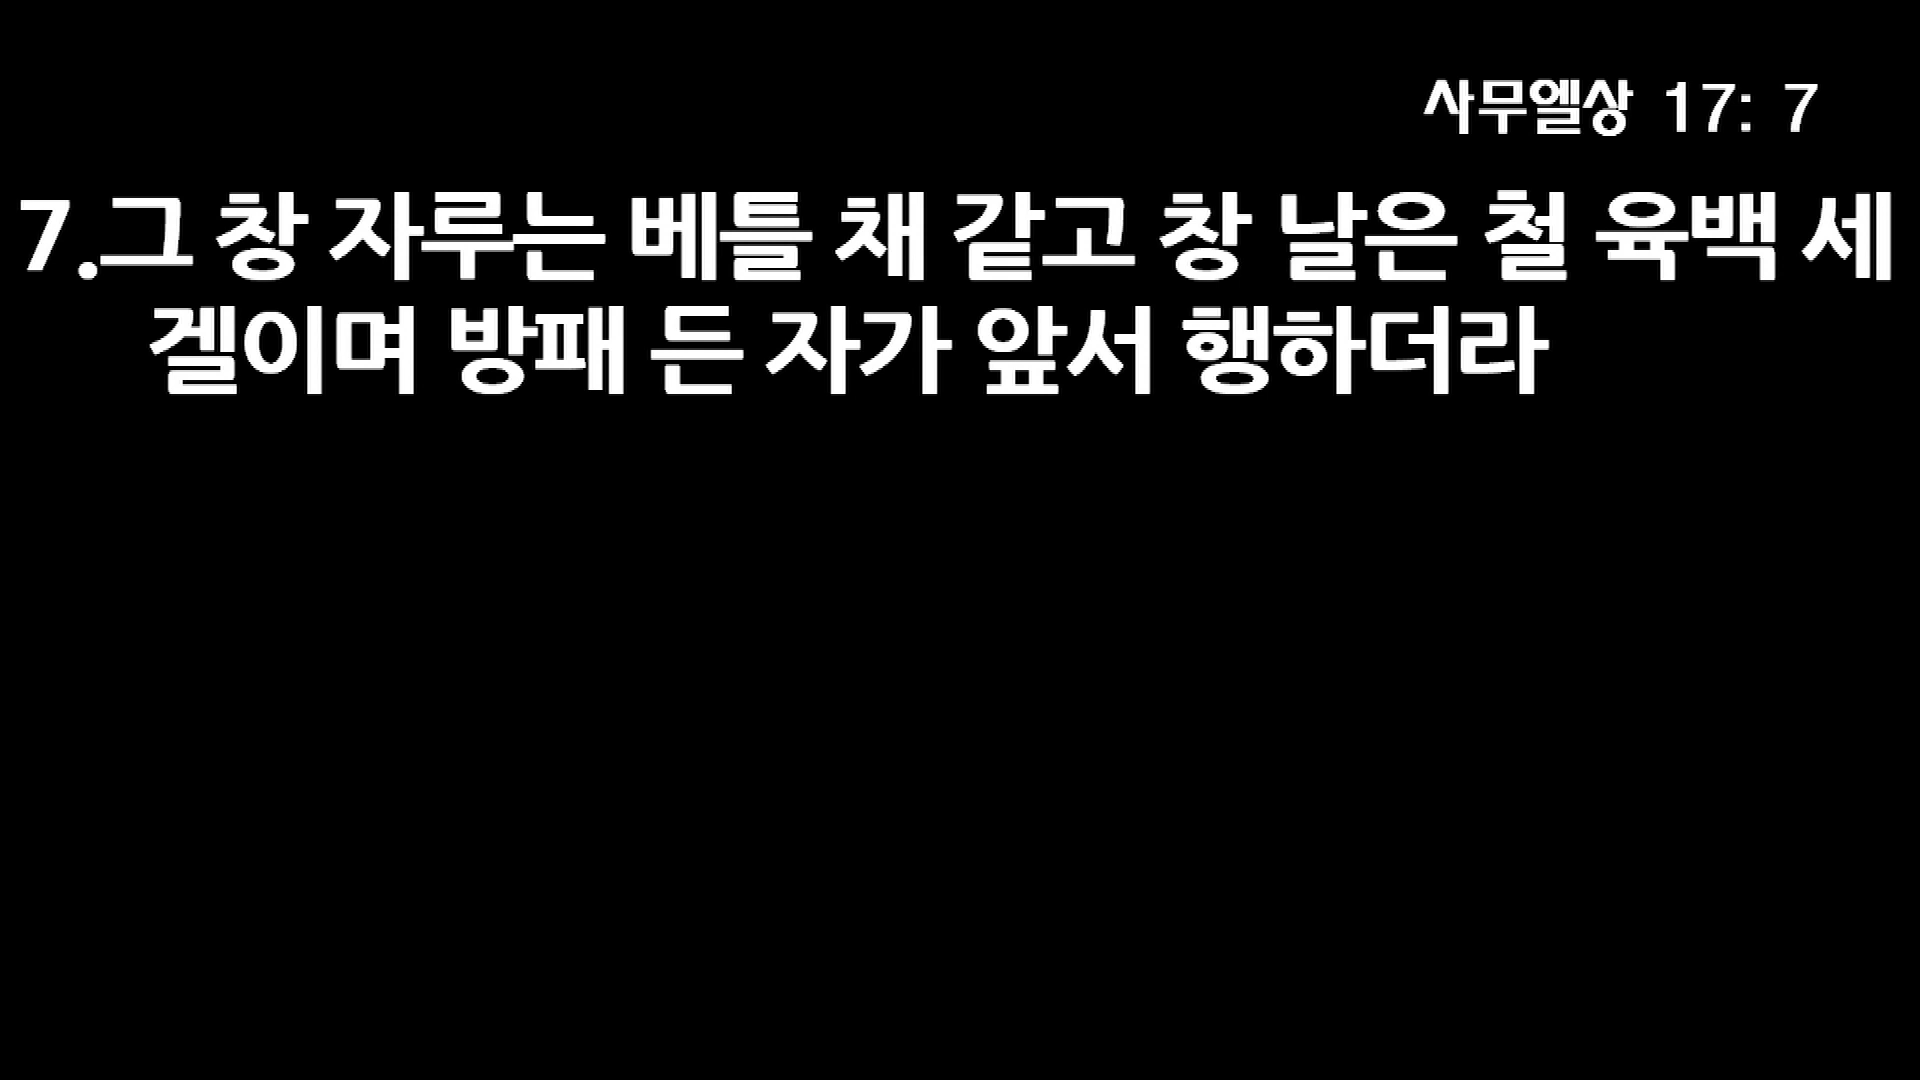 사무엘상 17: 7
7.그 창 자루는 베틀 채 같고 창 날은 철 육백 세
겔이며 방패 든 자가 앞서 행하더라